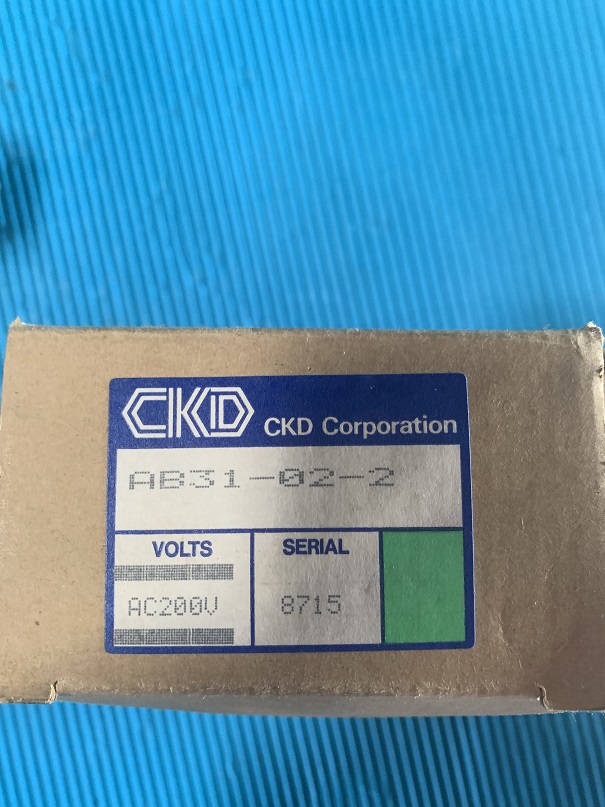 CKD CKD Corporation
AB31-02-2
VOLTS SERIAL
AC200V 8715